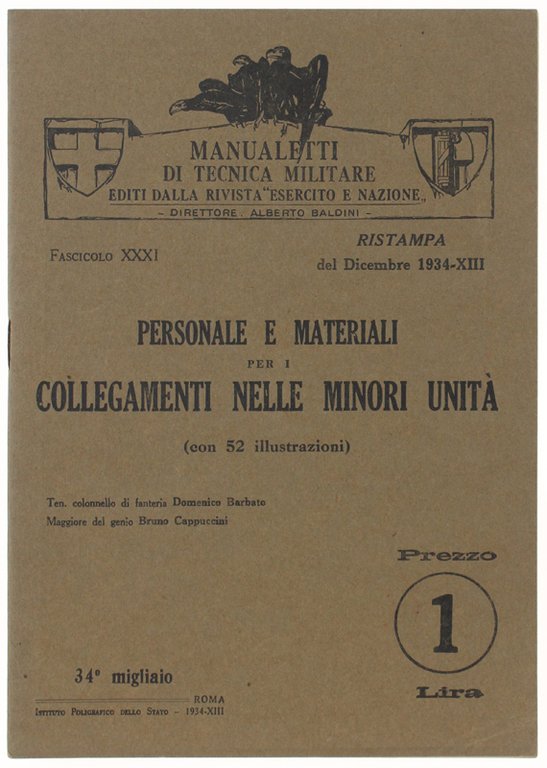 MANUALETTI
DI TECNICA MILITARE
EDITI DALLA RIVISTA "ESERCITO E NAZIONE„
- DIRETTORE. ALBERTO BALDINI -
FASCICOLO XXXI
RISTAMPA
del Dicembre 1934-XIII
PERSONALE E MATERIALI
PER I
COLLEGAMENTI NELLE MINORI UNITÀ
(con 52 illustrazioni)
Ten. colonnello di fanteria Domenico Barbato
Maggiore del genio Bruno Cappuccini
Prezzo
1
Lira
34° migliaio
ROMA
ISTITUTO POLIGRAFICO DELLO STATO - 1934-XIII